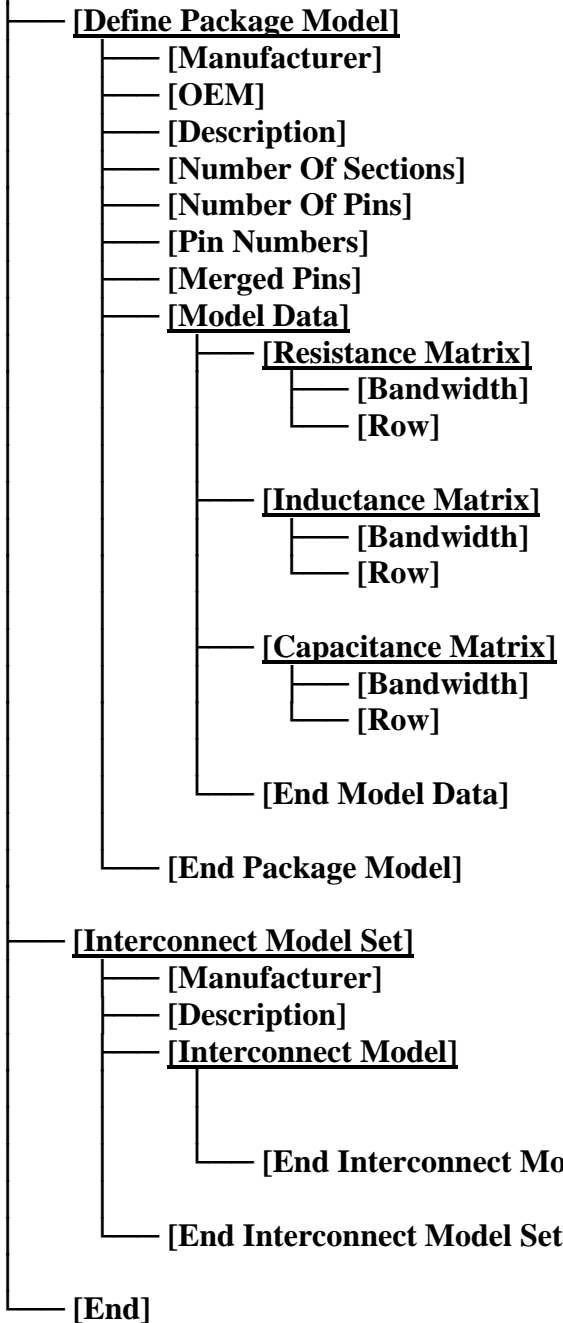 [Define Package Model]
[Manufacturer]
[OEM]
[Description]
[Number Of Sections]
[Number Of Pins]
[Pin Numbers]
[Merged Pins]
[Model Data]
[Resistance Matrix]
[Bandwidth]
[Row]
[Inductance Matrix]
[Bandwidth]
[Row]
[Capacitance Matrix]
[Bandwidth]
[Row]
[End Model Data]
[End Package Model]
[Interconnect Model Set]
[Manufacturer]
[Description]
[Interconnect Model]
[End Interconnect Mo
[End Interconnect Model Set
[End]